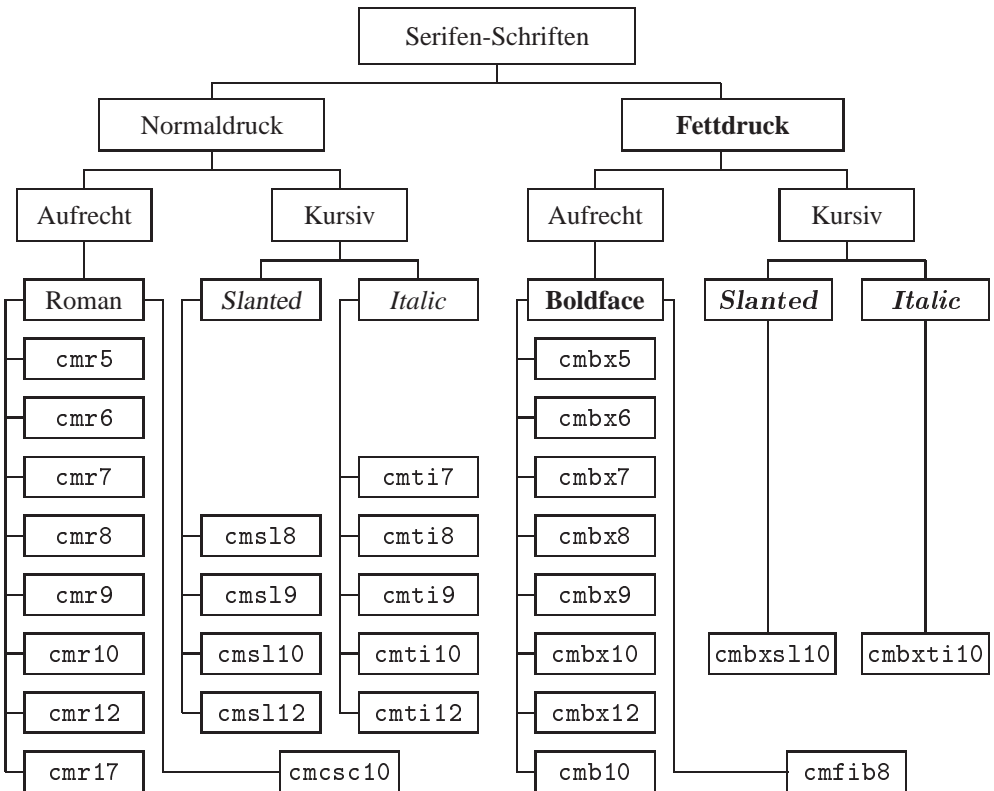 Serifen-Schriften
Normaldruck Fettdruck
Aufrecht Kursiv Aufrecht Kursiv
Roman Slanted Italic Boldface Slanted Italic
cmr5 cmbx5
cmr6 cmbx6
cmr7 cmti7 cmbx7
cmr8 cmsl8 cmti8 cmbx8
cmr9 cmsl9 cmti9 cmbx9
cmr10 cmsl10 cmti10 cmbx10 cmbxsl10 cmbxti10
cmr12 cmsl12 cmti12 cmbx12
cmr17 cmcsc10 cmb10 cmfib8